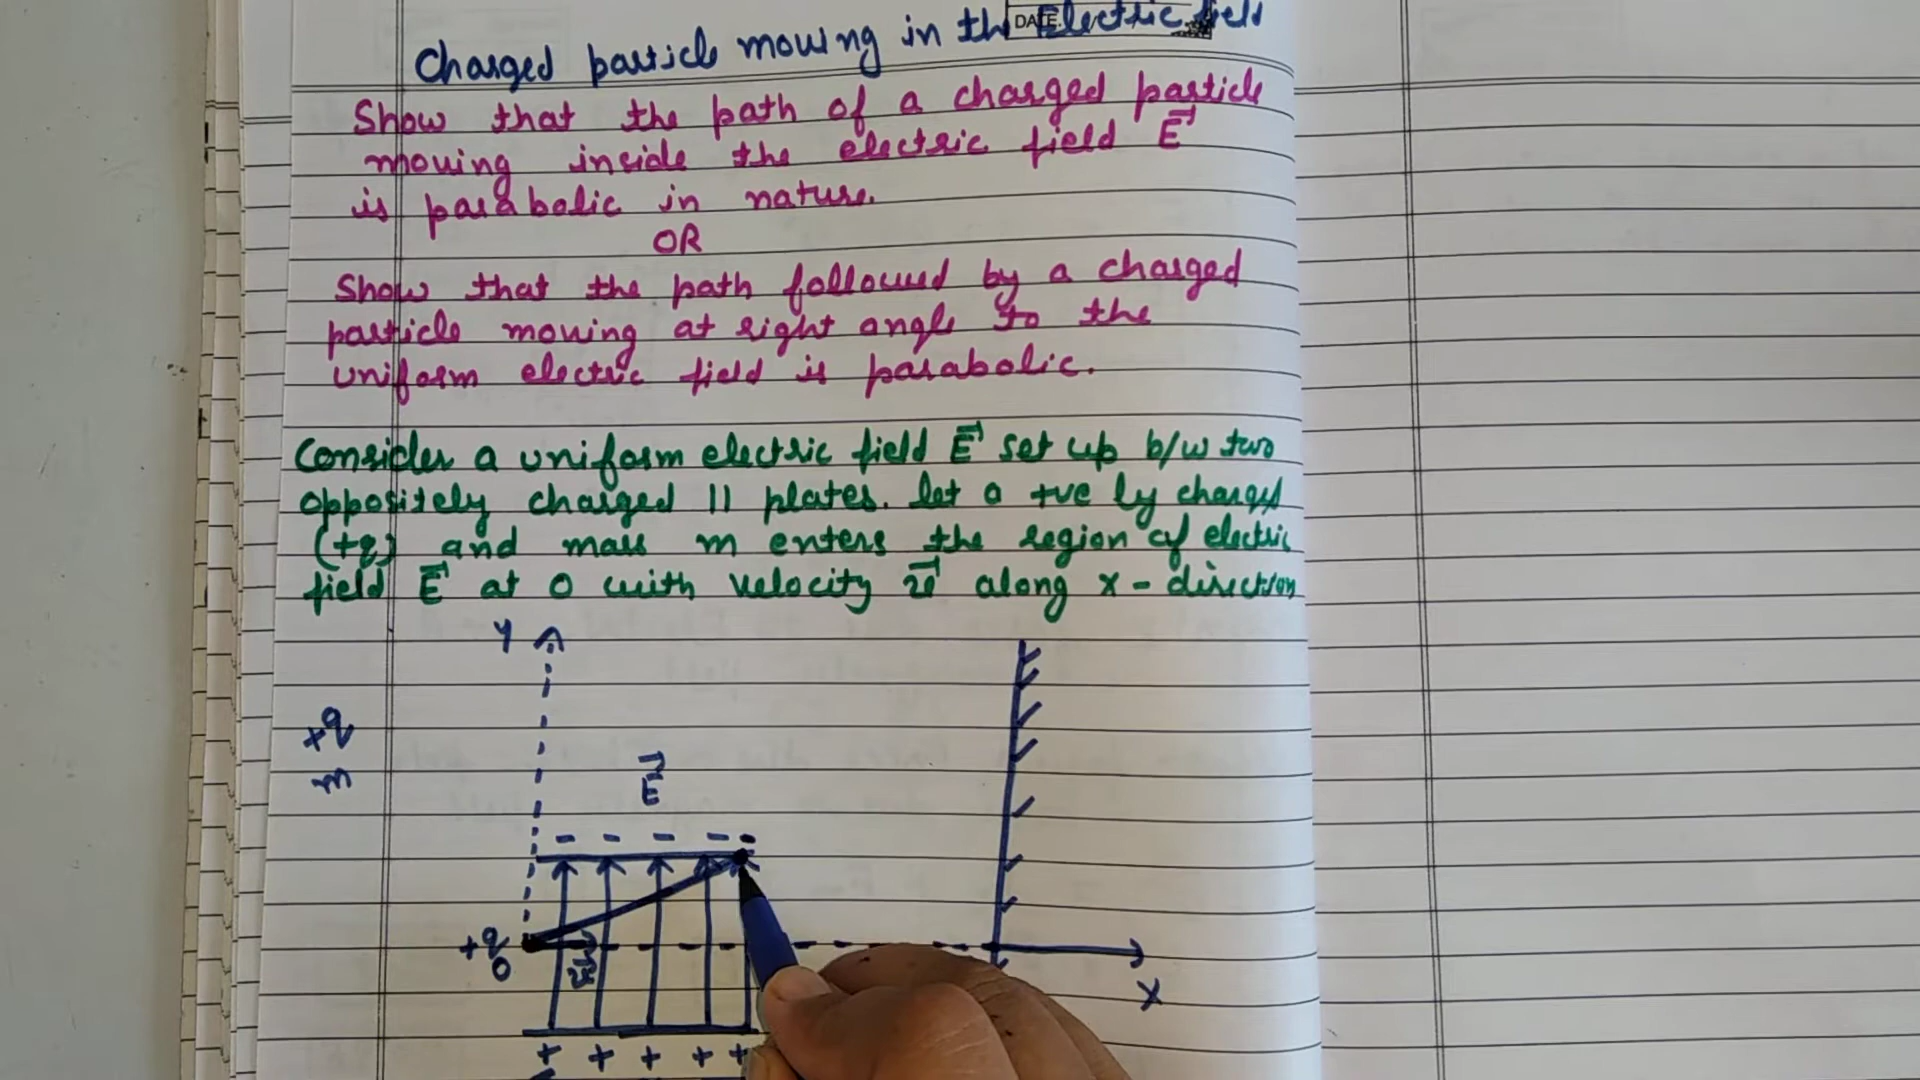 DATE
Charged particle moving in the Electric field
Show that the path of a charged particle
moving inside the electric field E⃗
is parabolic in nature.
OR
Show that the path followed by a charged
particle moving at right angle to the
uniform electric field is parabolic.
Consider a uniform electric field E⃗ set up b/w two
oppositely charged || plates. let a +ve ly charged
(+q) and mass m enters the region of electric
field E⃗ at O with velocity v⃗ along x - direction
Y
+q
m
E⃗
- - - - -
+q
O
v⃗
X
+ + + + +